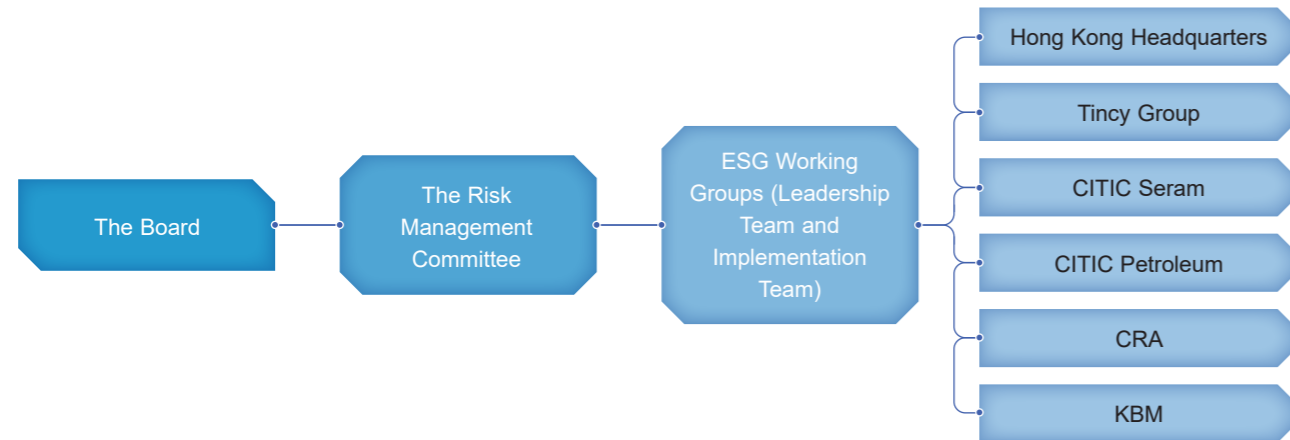 The Board
The Risk
Management
Committee
ESG Working
Groups (Leadership
Team and
Implementation
Team)
Hong Kong Headquarters
Tincy Group
CITIC Seram
CITIC Petroleum
CRA
KBM